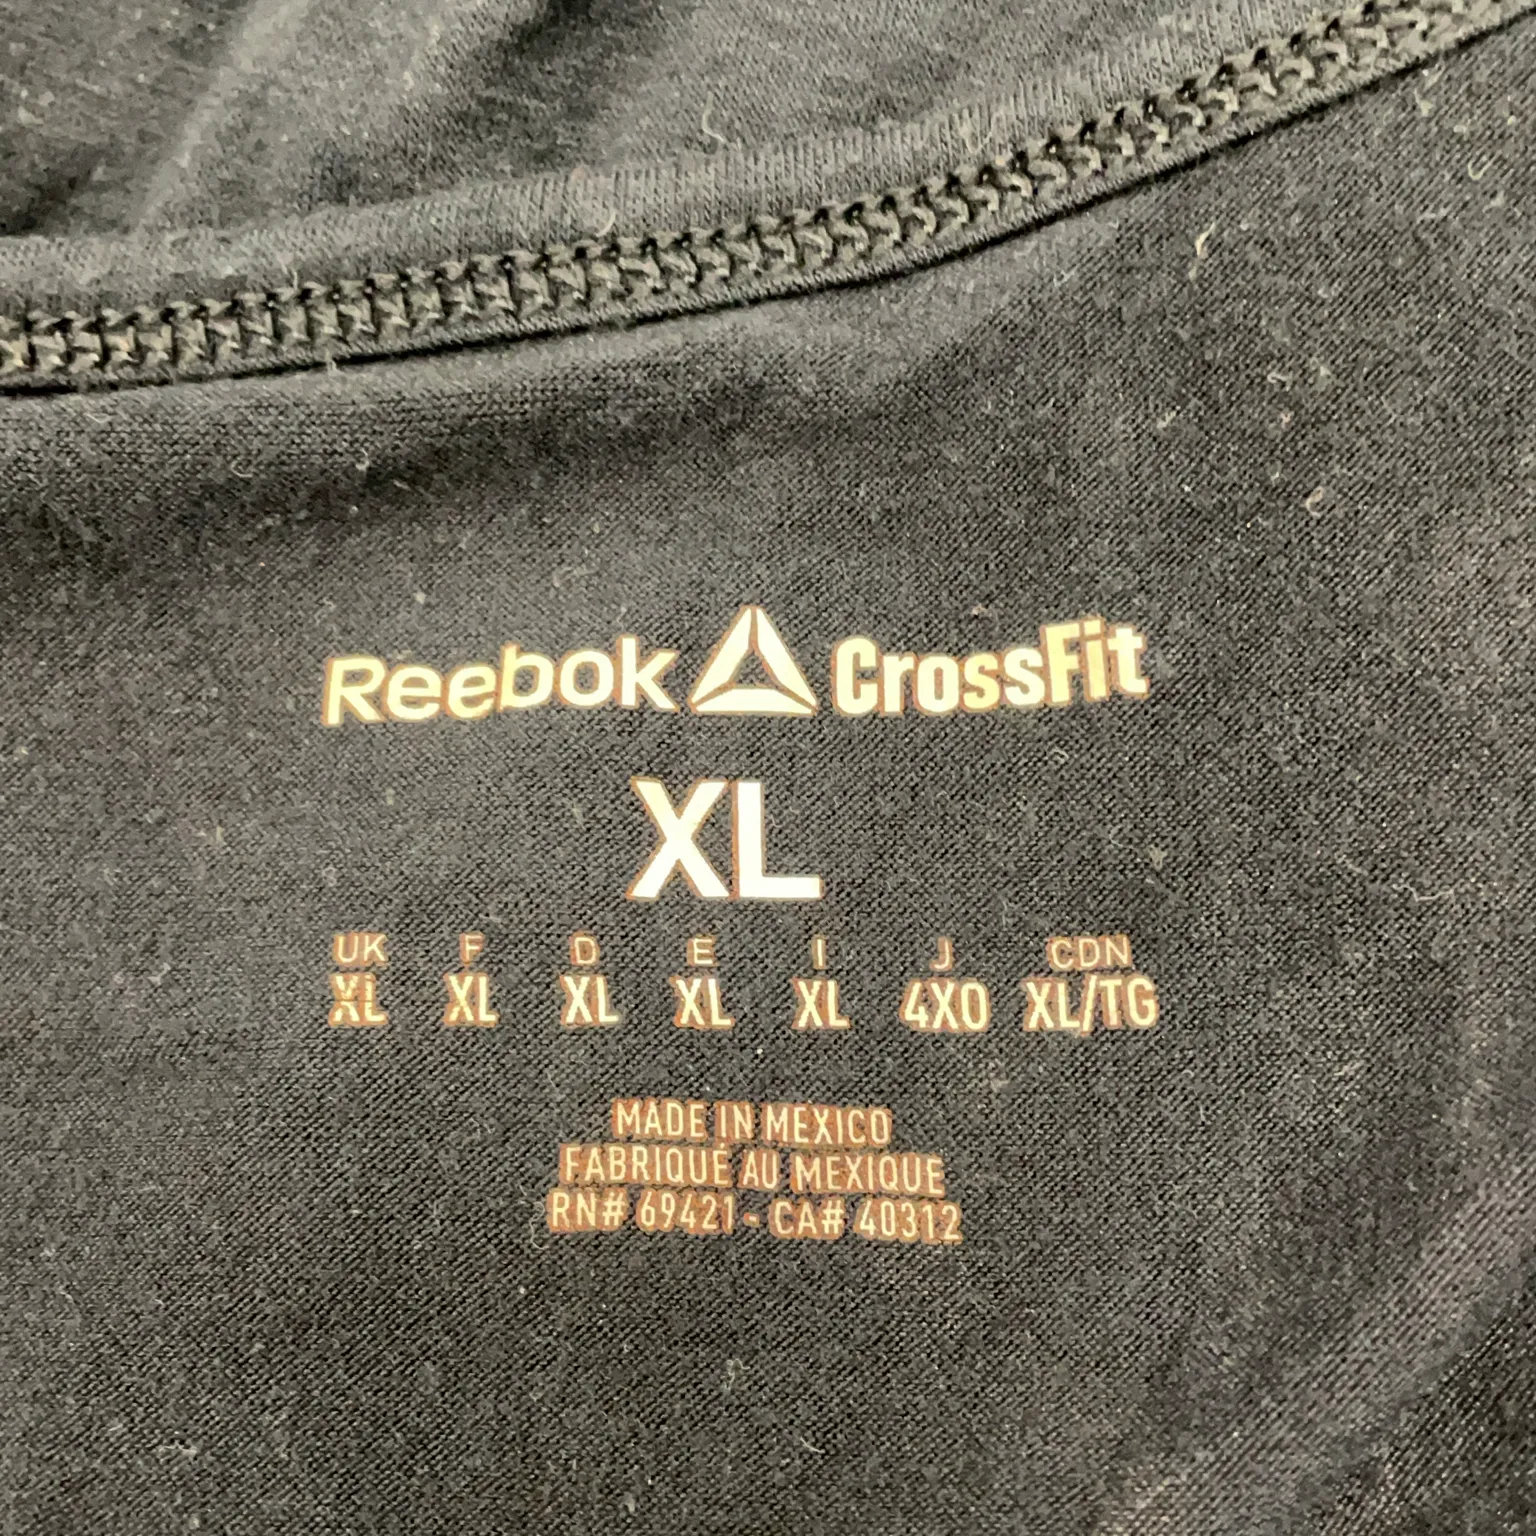 Reebok CrossFit
XL
UK F D E I J CDN
XL XL XL XL XL 4XO XL/TG
MADE IN MEXICO
FABRIQUÉ AU MEXIQUE
RN# 69421 - CA# 40312